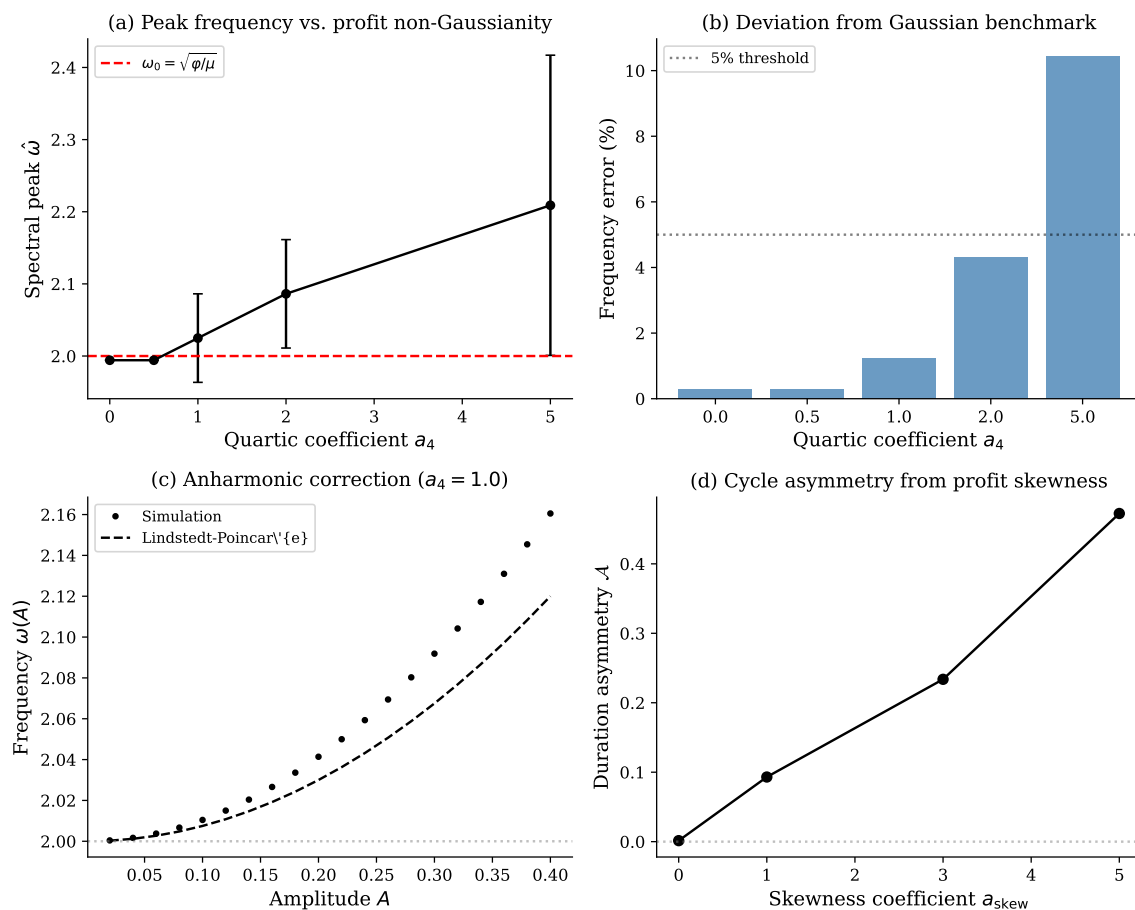 (a) Peak frequency vs. profit non-Gaussianity
ω₀ = √φ/μ
Spectral peak ω̂
2.4
2.3
2.2
2.1
2.0
0 1 2 3 4 5
Quartic coefficient a₄
(b) Deviation from Gaussian benchmark
5% threshold
Frequency error (%)
10
8
6
4
2
0
0.0 0.5 1.0 2.0 5.0
Quartic coefficient a₄
(c) Anharmonic correction (a₄ = 1.0)
Simulation
Lindstedt-Poincar\'{e}
Frequency ω(A)
2.16
2.14
2.12
2.10
2.08
2.06
2.04
2.02
2.00
0.05 0.10 0.15 0.20 0.25 0.30 0.35 0.40
Amplitude A
(d) Cycle asymmetry from profit skewness
Duration asymmetry 𝒜
0.4
0.3
0.2
0.1
0.0
0 1 2 3 4 5
Skewness coefficient a_skew